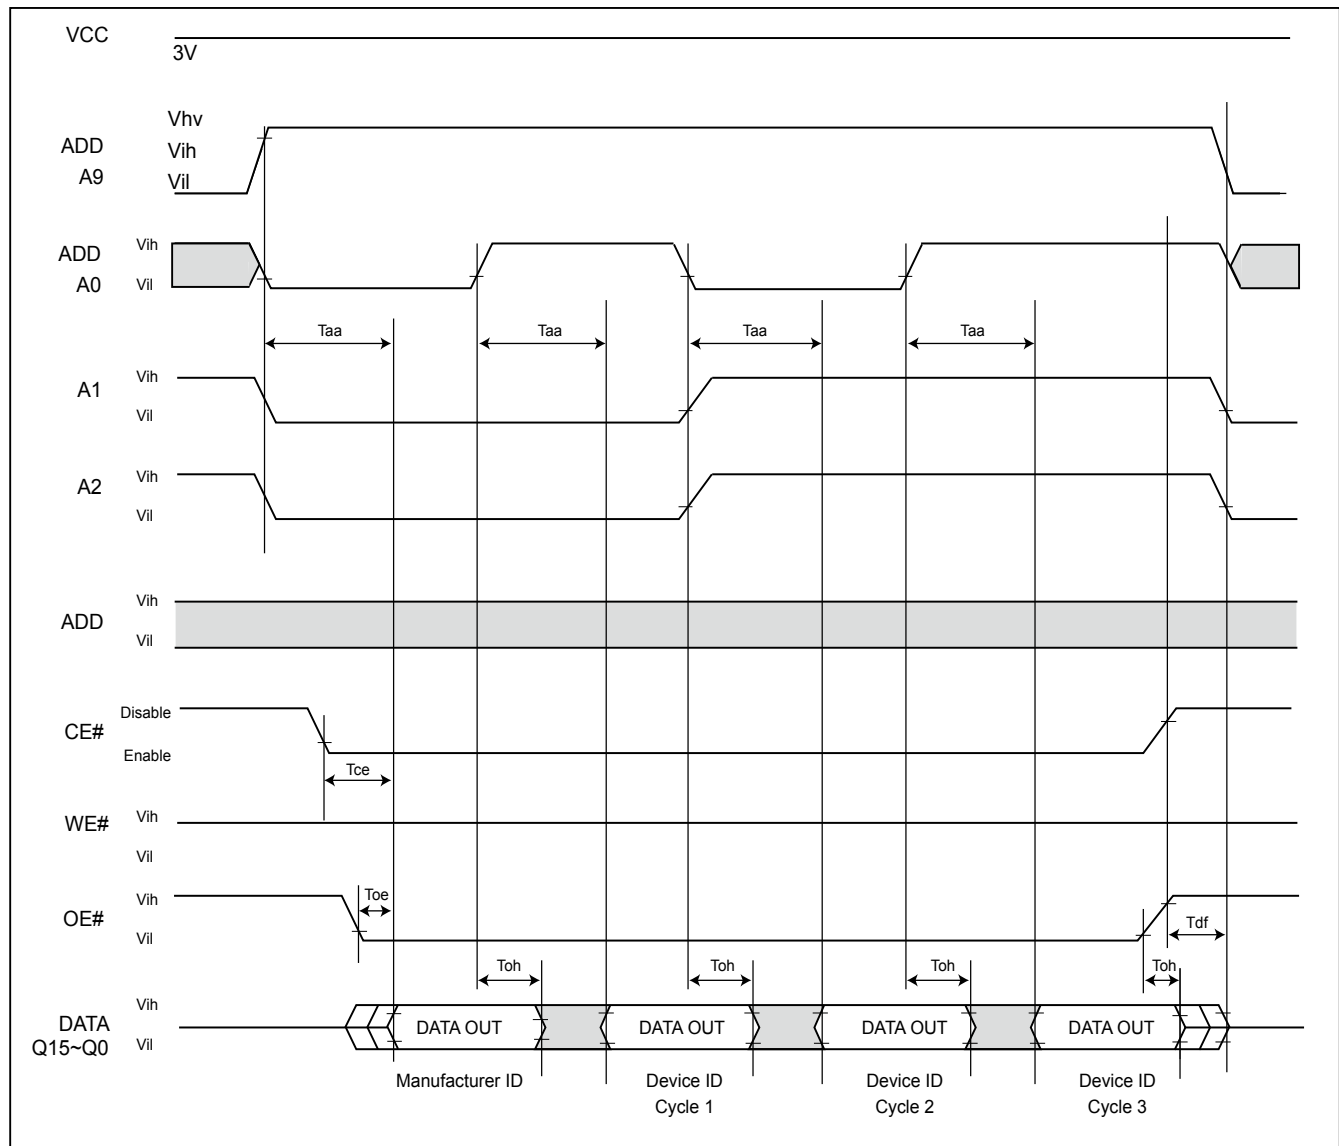 VCC
3V
Vhv
ADD
Vih
A9
Vil
ADD
Vih
A0
Vil
Taa
Taa
Taa
Taa
A1
Vih
Vil
A2
Vih
Vil
ADD
Vih
Vil
CE#
Disable
Enable
Tce
WE#
Vih
Vil
OE#
Vih
Vil
Toe
Tdf
Toh
Toh
Toh
Toh
DATA
Q15~Q0
Vih
Vil
DATA OUT
DATA OUT
DATA OUT
DATA OUT
Manufacturer ID
Device ID
Cycle 1
Device ID
Cycle 2
Device ID
Cycle 3